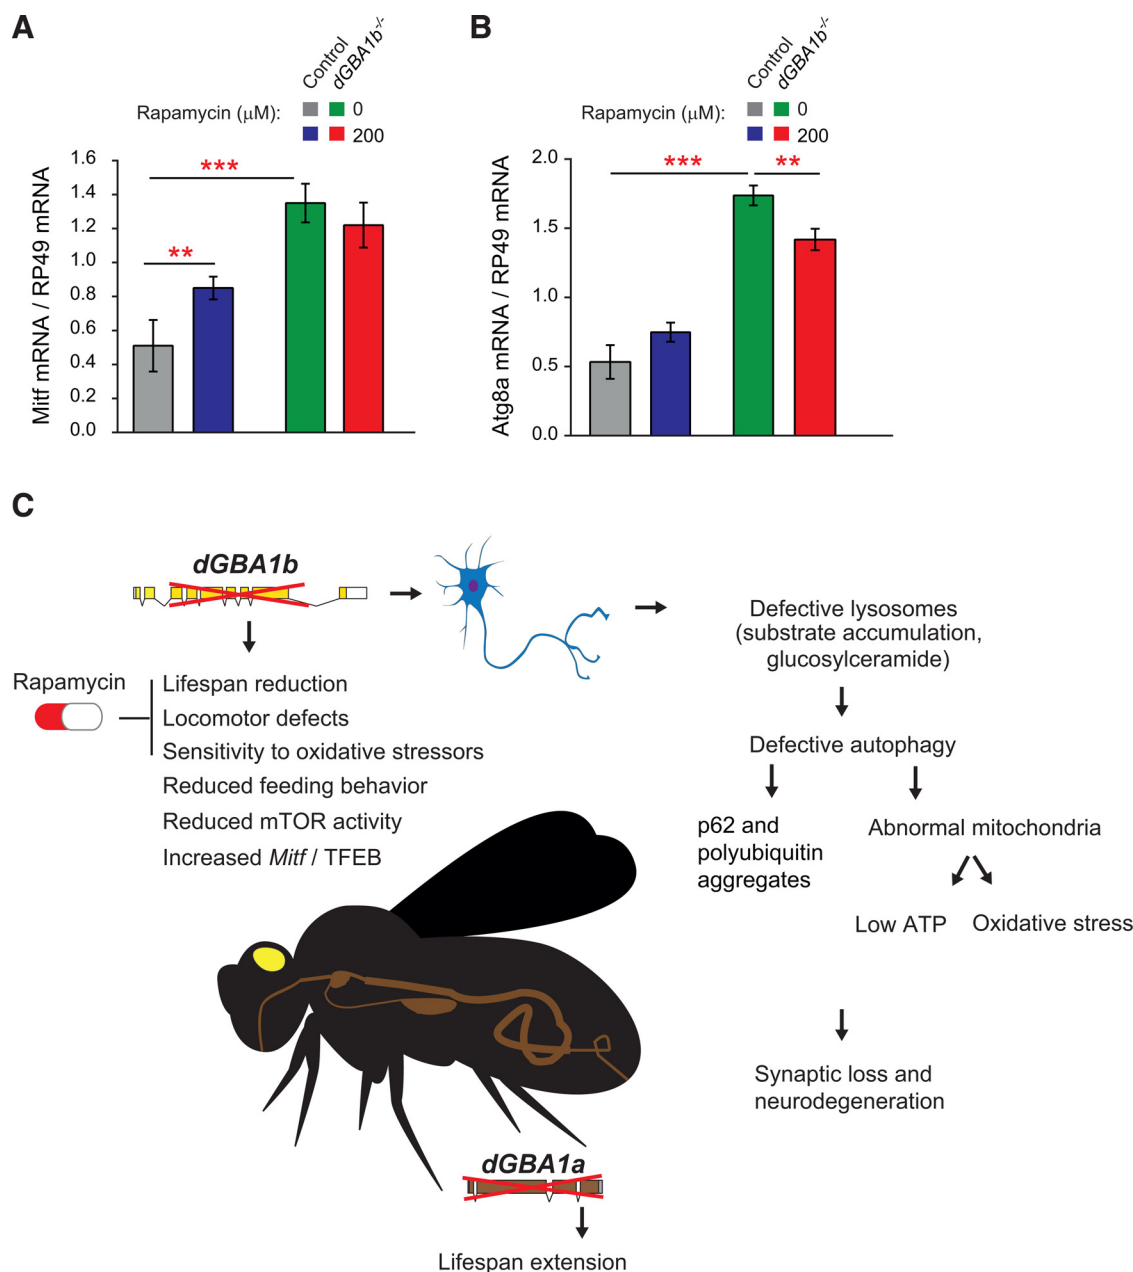 A
Control
dGBA1b-/-
Rapamycin (μM):
0
200
Mitf mRNA / RP49 mRNA
1.6
1.4
1.2
1.0
0.8
0.6
0.4
0.2
0.0
***
**
B
Control
dGBA1b-/-
Rapamycin (μM):
0
200
Atg8a mRNA / RP49 mRNA
2.0
1.5
1.0
0.5
0.0
***
**
C
dGBA1b
Rapamycin
Lifespan reduction
Locomotor defects
Sensitivity to oxidative stressors
Reduced feeding behavior
Reduced mTOR activity
Increased Mitf / TFEB
Defective lysosomes
(substrate accumulation,
glucosylceramide)
Defective autophagy
p62 and
polyubiquitin
aggregates
Abnormal mitochondria
Low ATP
Oxidative stress
Synaptic loss and
neurodegeneration
dGBA1a
Lifespan extension